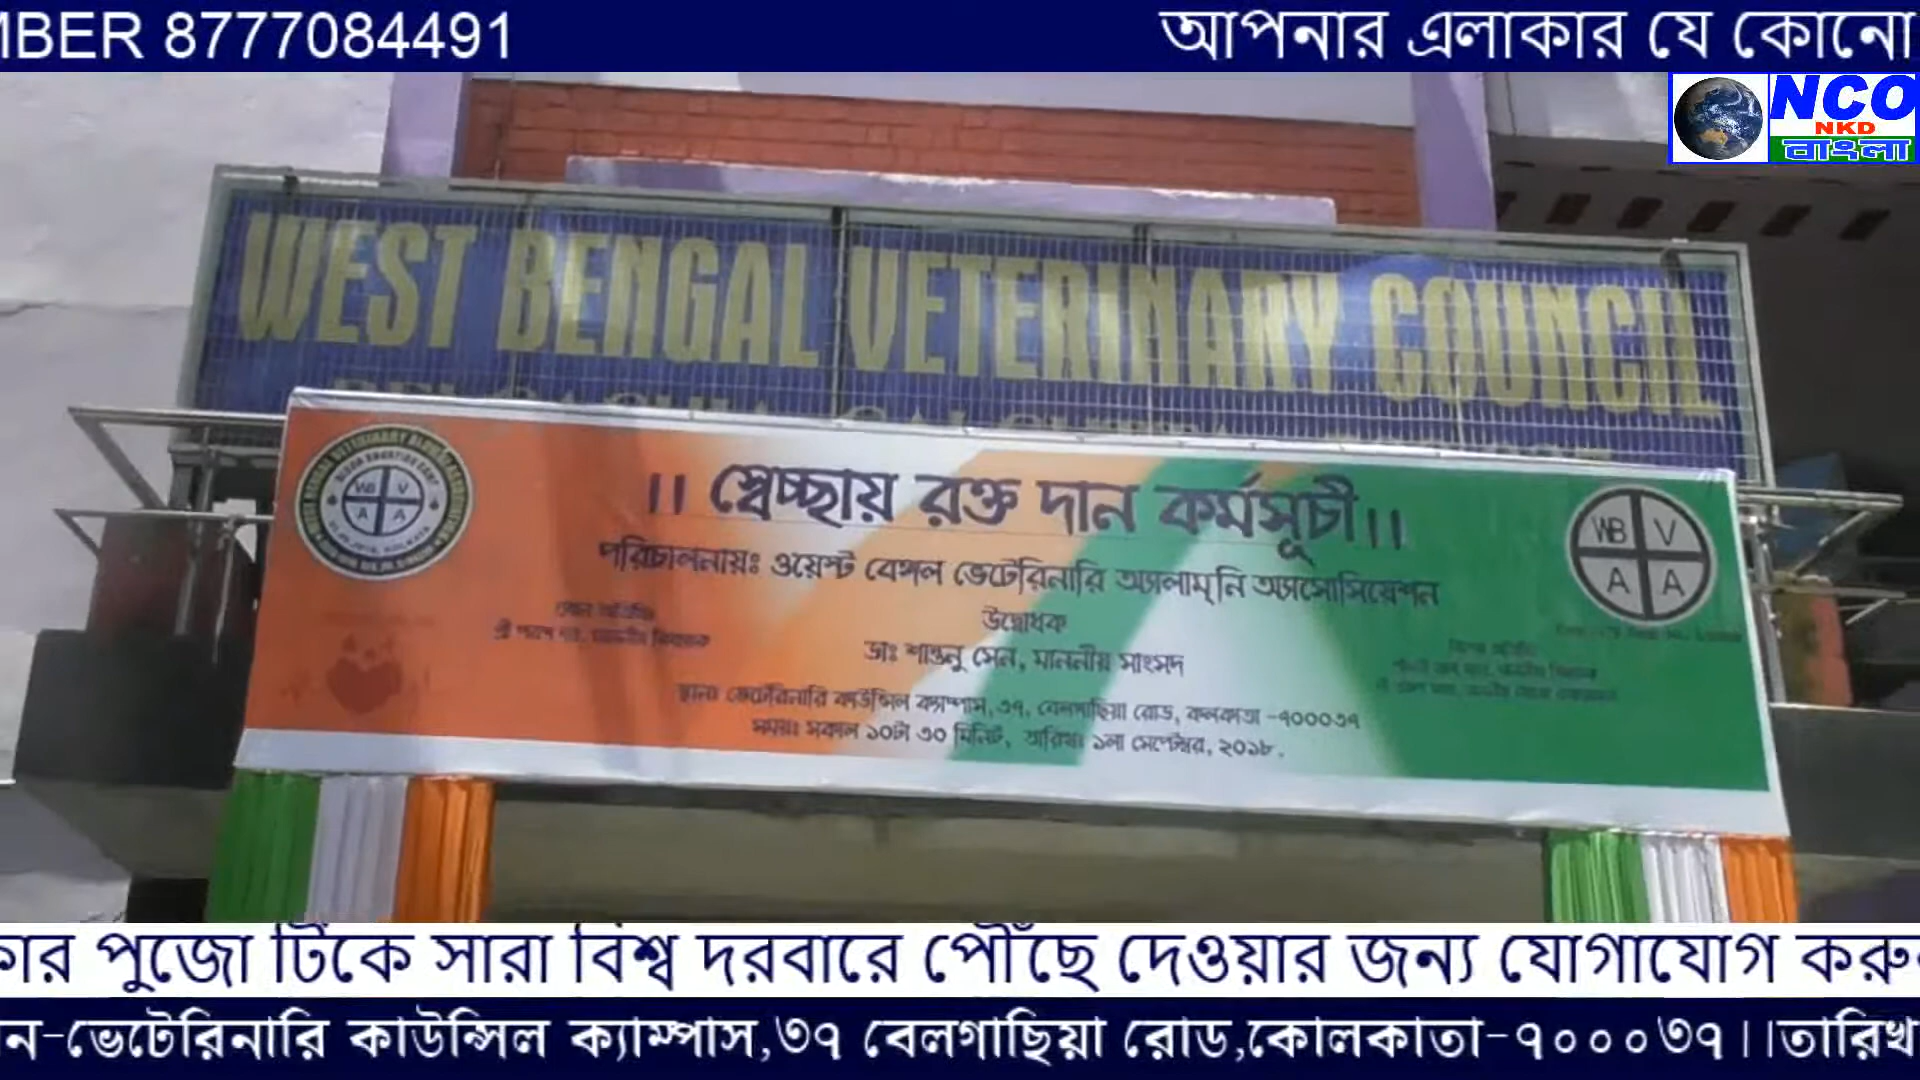 MBER 8777084491 আপনার এলাকার যে কোনো
NCO
NKD
বাংলা
WEST BENGAL VETERINARY COUNCIL
।। স্বেচ্ছায় রক্ত দান কর্মসূচী।।
পরিচালনায়ঃ ওয়েস্ট বেঙ্গল ভেটেরিনারি অ্যালামনি অ্যাসোসিয়েশন
WB V
A A
WB V
A A
উদ্বোধক
ডাঃ শান্তনু সেন, মাননীয় সাংসদ
স্থানঃ ভেটেরিনারি কাউন্সিল ক্যাম্পাস, ৩৭, বেলগাছিয়া রোড, কলকাতা -৭০০০৩৭
সময়ঃ সকাল ১০টা ৩০ মিনিট, তারিখঃ ১লা সেপ্টেম্বর, ২০১৮.
কার পুজো টিকে সারা বিশ্ব দরবারে পৌঁছে দেওয়ার জন্য যোগাযোগ করু
ন-ভেটেরিনারি কাউন্সিল ক্যাম্পাস,৩৭ বেলগাছিয়া রোড,কোলকাতা-৭০০০৩৭।।তারিখ